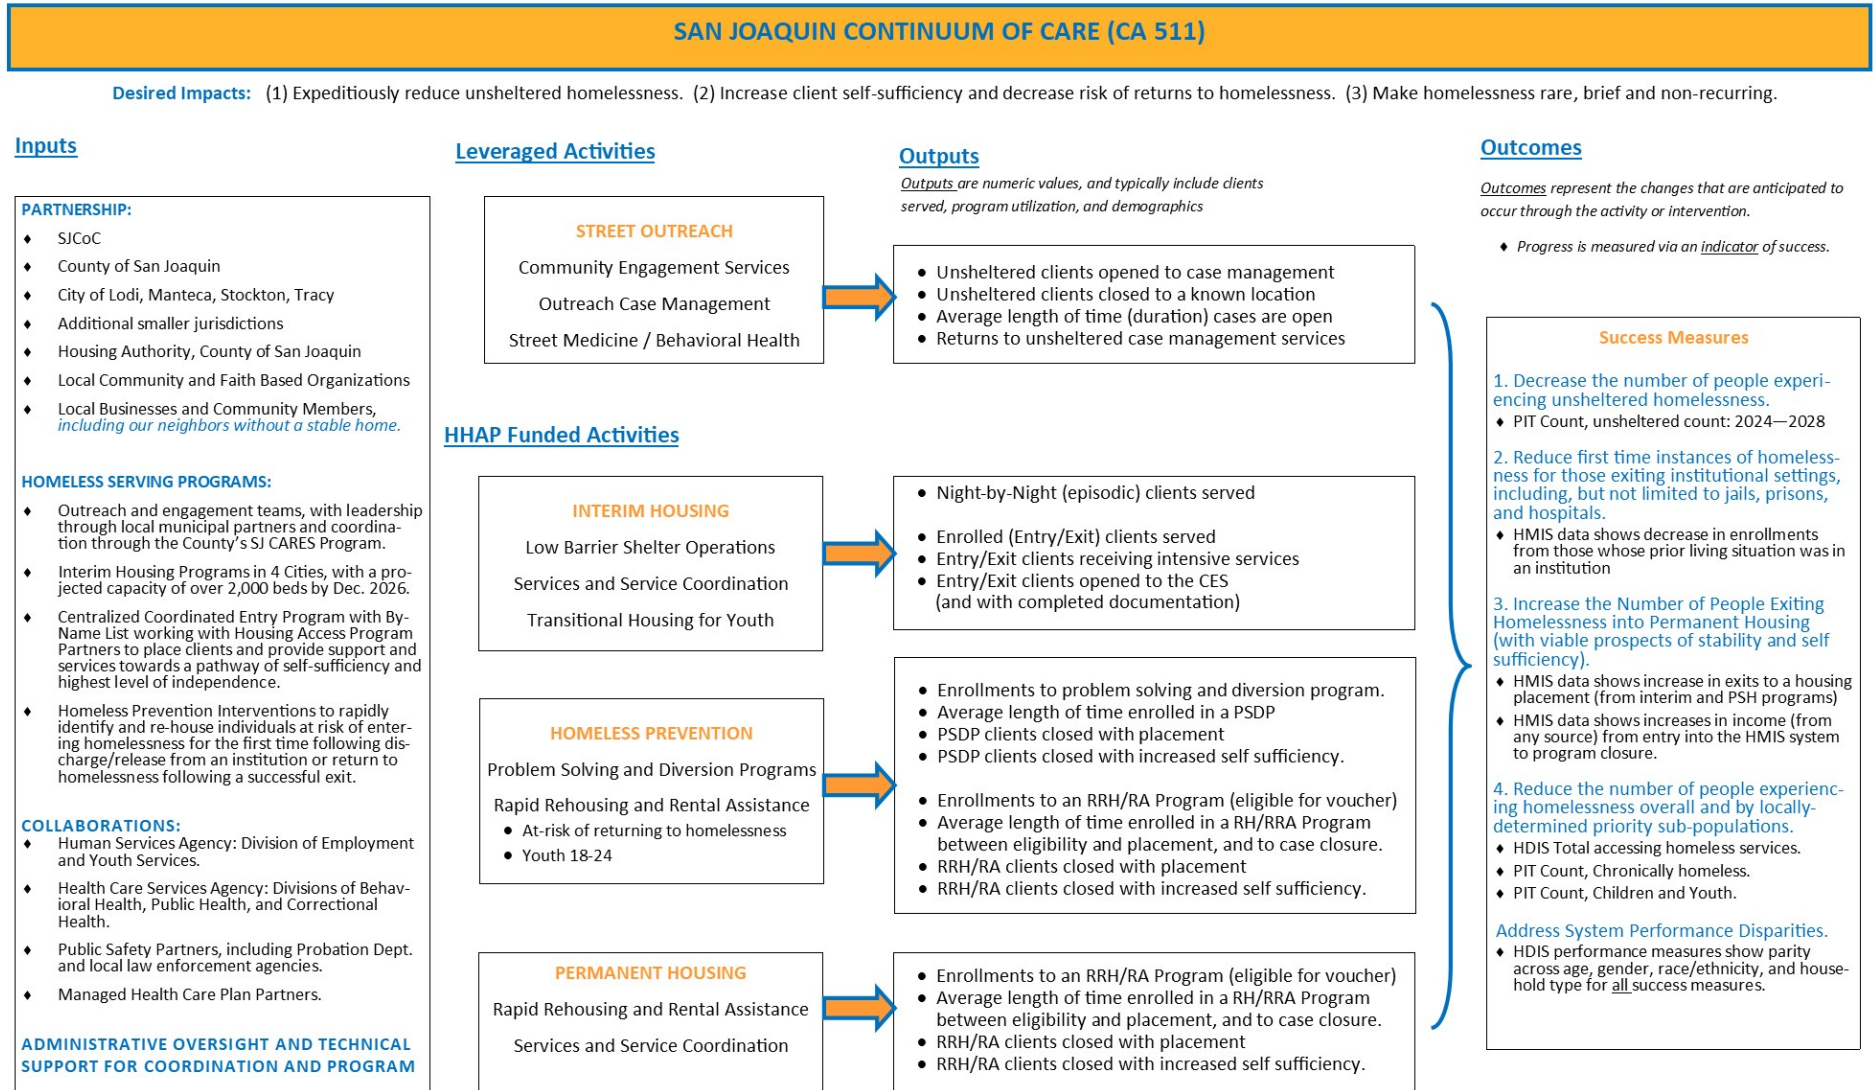 SAN JOAQUIN CONTINUUM OF CARE (CA 511)
Desired Impacts: (1) Expeditiously reduce unsheltered homelessness. (2) Increase client self-sufficiency and decrease risk of returns to homelessness. (3) Make homelessness rare, brief and non-recurring.
Inputs
PARTNERSHIP:
♦ SJCoC
♦ County of San Joaquin
♦ City of Lodi, Manteca, Stockton, Tracy
♦ Additional smaller jurisdictions
♦ Housing Authority, County of San Joaquin
♦ Local Community and Faith Based Organizations
♦ Local Businesses and Community Members,
including our neighbors without a stable home.
HOMELESS SERVING PROGRAMS:
♦ Outreach and engagement teams, with leadership
through local municipal partners and coordina-
tion through the County's SJ CARES Program.
♦ Interim Housing Programs in 4 Cities, with a pro-
jected capacity of over 2,000 beds by Dec. 2026.
♦ Centralized Coordinated Entry Program with By-
Name List working with Housing Access Program
Partners to place clients and provide support and
services towards a pathway of self-sufficiency and
highest level of independence.
♦ Homeless Prevention Interventions to rapidly
identify and re-house individuals at risk of enter-
ing homelessness for the first time following dis-
charge/release from an institution or return to
homelessness following a successful exit.
COLLABORATIONS:
♦ Human Services Agency: Division of Employment
and Youth Services.
♦ Health Care Services Agency: Divisions of Behav-
ioral Health, Public Health, and Correctional
Health.
♦ Public Safety Partners, including Probation Dept.
and local law enforcement agencies.
♦ Managed Health Care Plan Partners.
ADMINISTRATIVE OVERSIGHT AND TECHNICAL
SUPPORT FOR COORDINATION AND PROGRAM
Leveraged Activities
STREET OUTREACH
Community Engagement Services
Outreach Case Management
Street Medicine / Behavioral Health
HHAP Funded Activities
INTERIM HOUSING
Low Barrier Shelter Operations
Services and Service Coordination
Transitional Housing for Youth
HOMELESS PREVENTION
Problem Solving and Diversion Programs
Rapid Rehousing and Rental Assistance
• At-risk of returning to homelessness
• Youth 18-24
PERMANENT HOUSING
Rapid Rehousing and Rental Assistance
Services and Service Coordination
Outputs
Outputs are numeric values, and typically include clients
served, program utilization, and demographics
• Unsheltered clients opened to case management
• Unsheltered clients closed to a known location
• Average length of time (duration) cases are open
• Returns to unsheltered case management services
• Night-by-Night (episodic) clients served
• Enrolled (Entry/Exit) clients served
• Entry/Exit clients receiving intensive services
• Entry/Exit clients opened to the CES
(and with completed documentation)
• Enrollments to problem solving and diversion program.
• Average length of time enrolled in a PSDP
• PSDP clients closed with placement
• PSDP clients closed with increased self sufficiency.
• Enrollments to an RRH/RA Program (eligible for voucher)
• Average length of time enrolled in a RH/RRA Program
between eligibility and placement, and to case closure.
• RRH/RA clients closed with placement
• RRH/RA clients closed with increased self sufficiency.
• Enrollments to an RRH/RA Program (eligible for voucher)
• Average length of time enrolled in a RH/RRA Program
between eligibility and placement, and to case closure.
• RRH/RA clients closed with placement
• RRH/RA clients closed with increased self sufficiency.
Outcomes
Outcomes represent the changes that are anticipated to
occur through the activity or intervention.
♦ Progress is measured via an indicator of success.
Success Measures
1. Decrease the number of people experi-
encing unsheltered homelessness.
♦ PIT Count, unsheltered count: 2024—2028
2. Reduce first time instances of homeless-
ness for those exiting institutional settings,
including, but not limited to jails, prisons,
and hospitals.
♦ HMIS data shows decrease in enrollments
from those whose prior living situation was in
an institution
3. Increase the Number of People Exiting
Homelessness into Permanent Housing
(with viable prospects of stability and self
sufficiency).
♦ HMIS data shows increase in exits to a housing
placement (from interim and PSH programs)
♦ HMIS data shows increases in income (from
any source) from entry into the HMIS system
to program closure.
4. Reduce the number of people experienc-
ing homelessness overall and by locally-
determined priority sub-populations.
♦ HDIS Total accessing homeless services.
♦ PIT Count, Chronically homeless.
♦ PIT Count, Children and Youth.
Address System Performance Disparities.
♦ HDIS performance measures show parity
across age, gender, race/ethnicity, and house-
hold type for all success measures.